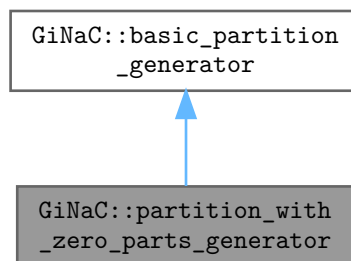 GiNaC::basic_partition
_generator
GiNaC::partition_with
_zero_parts_generator